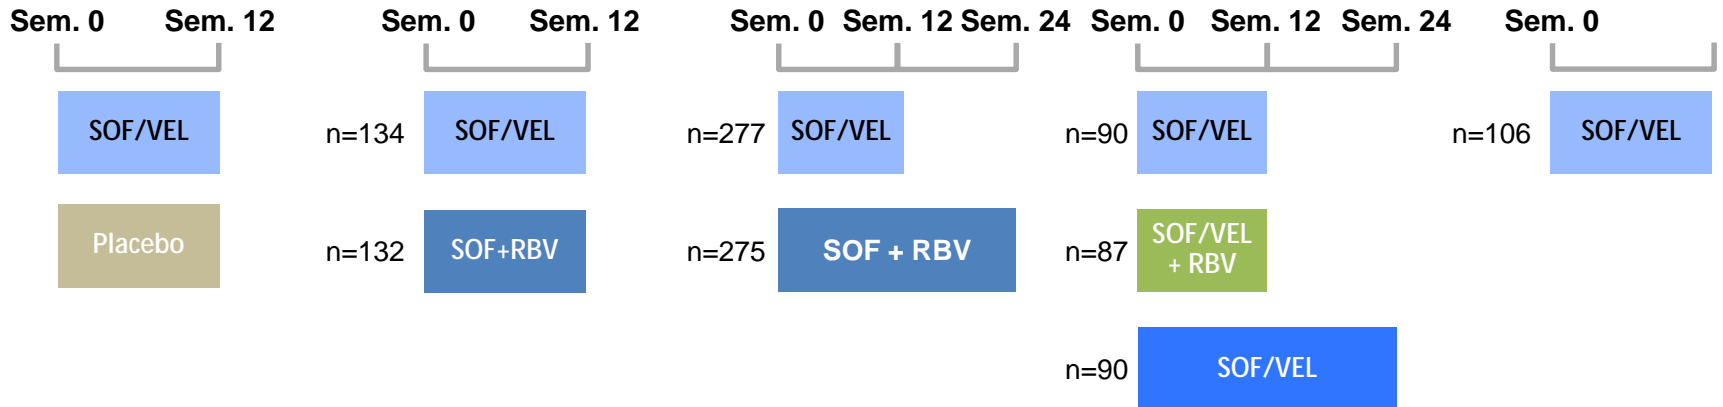 Sem. 0 Sem. 12 Sem. 0 Sem. 12 Sem. 0 Sem. 12 Sem. 24 Sem. 0 Sem. 12 Sem. 24 Sem. 0
SOF/VEL n=134 SOF/VEL n=277 SOF/VEL n=90 SOF/VEL n=106 SOF/VEL
Placebo n=132 SOF+RBV n=275 SOF + RBV n=87 SOF/VEL
+ RBV
n=90 SOF/VEL